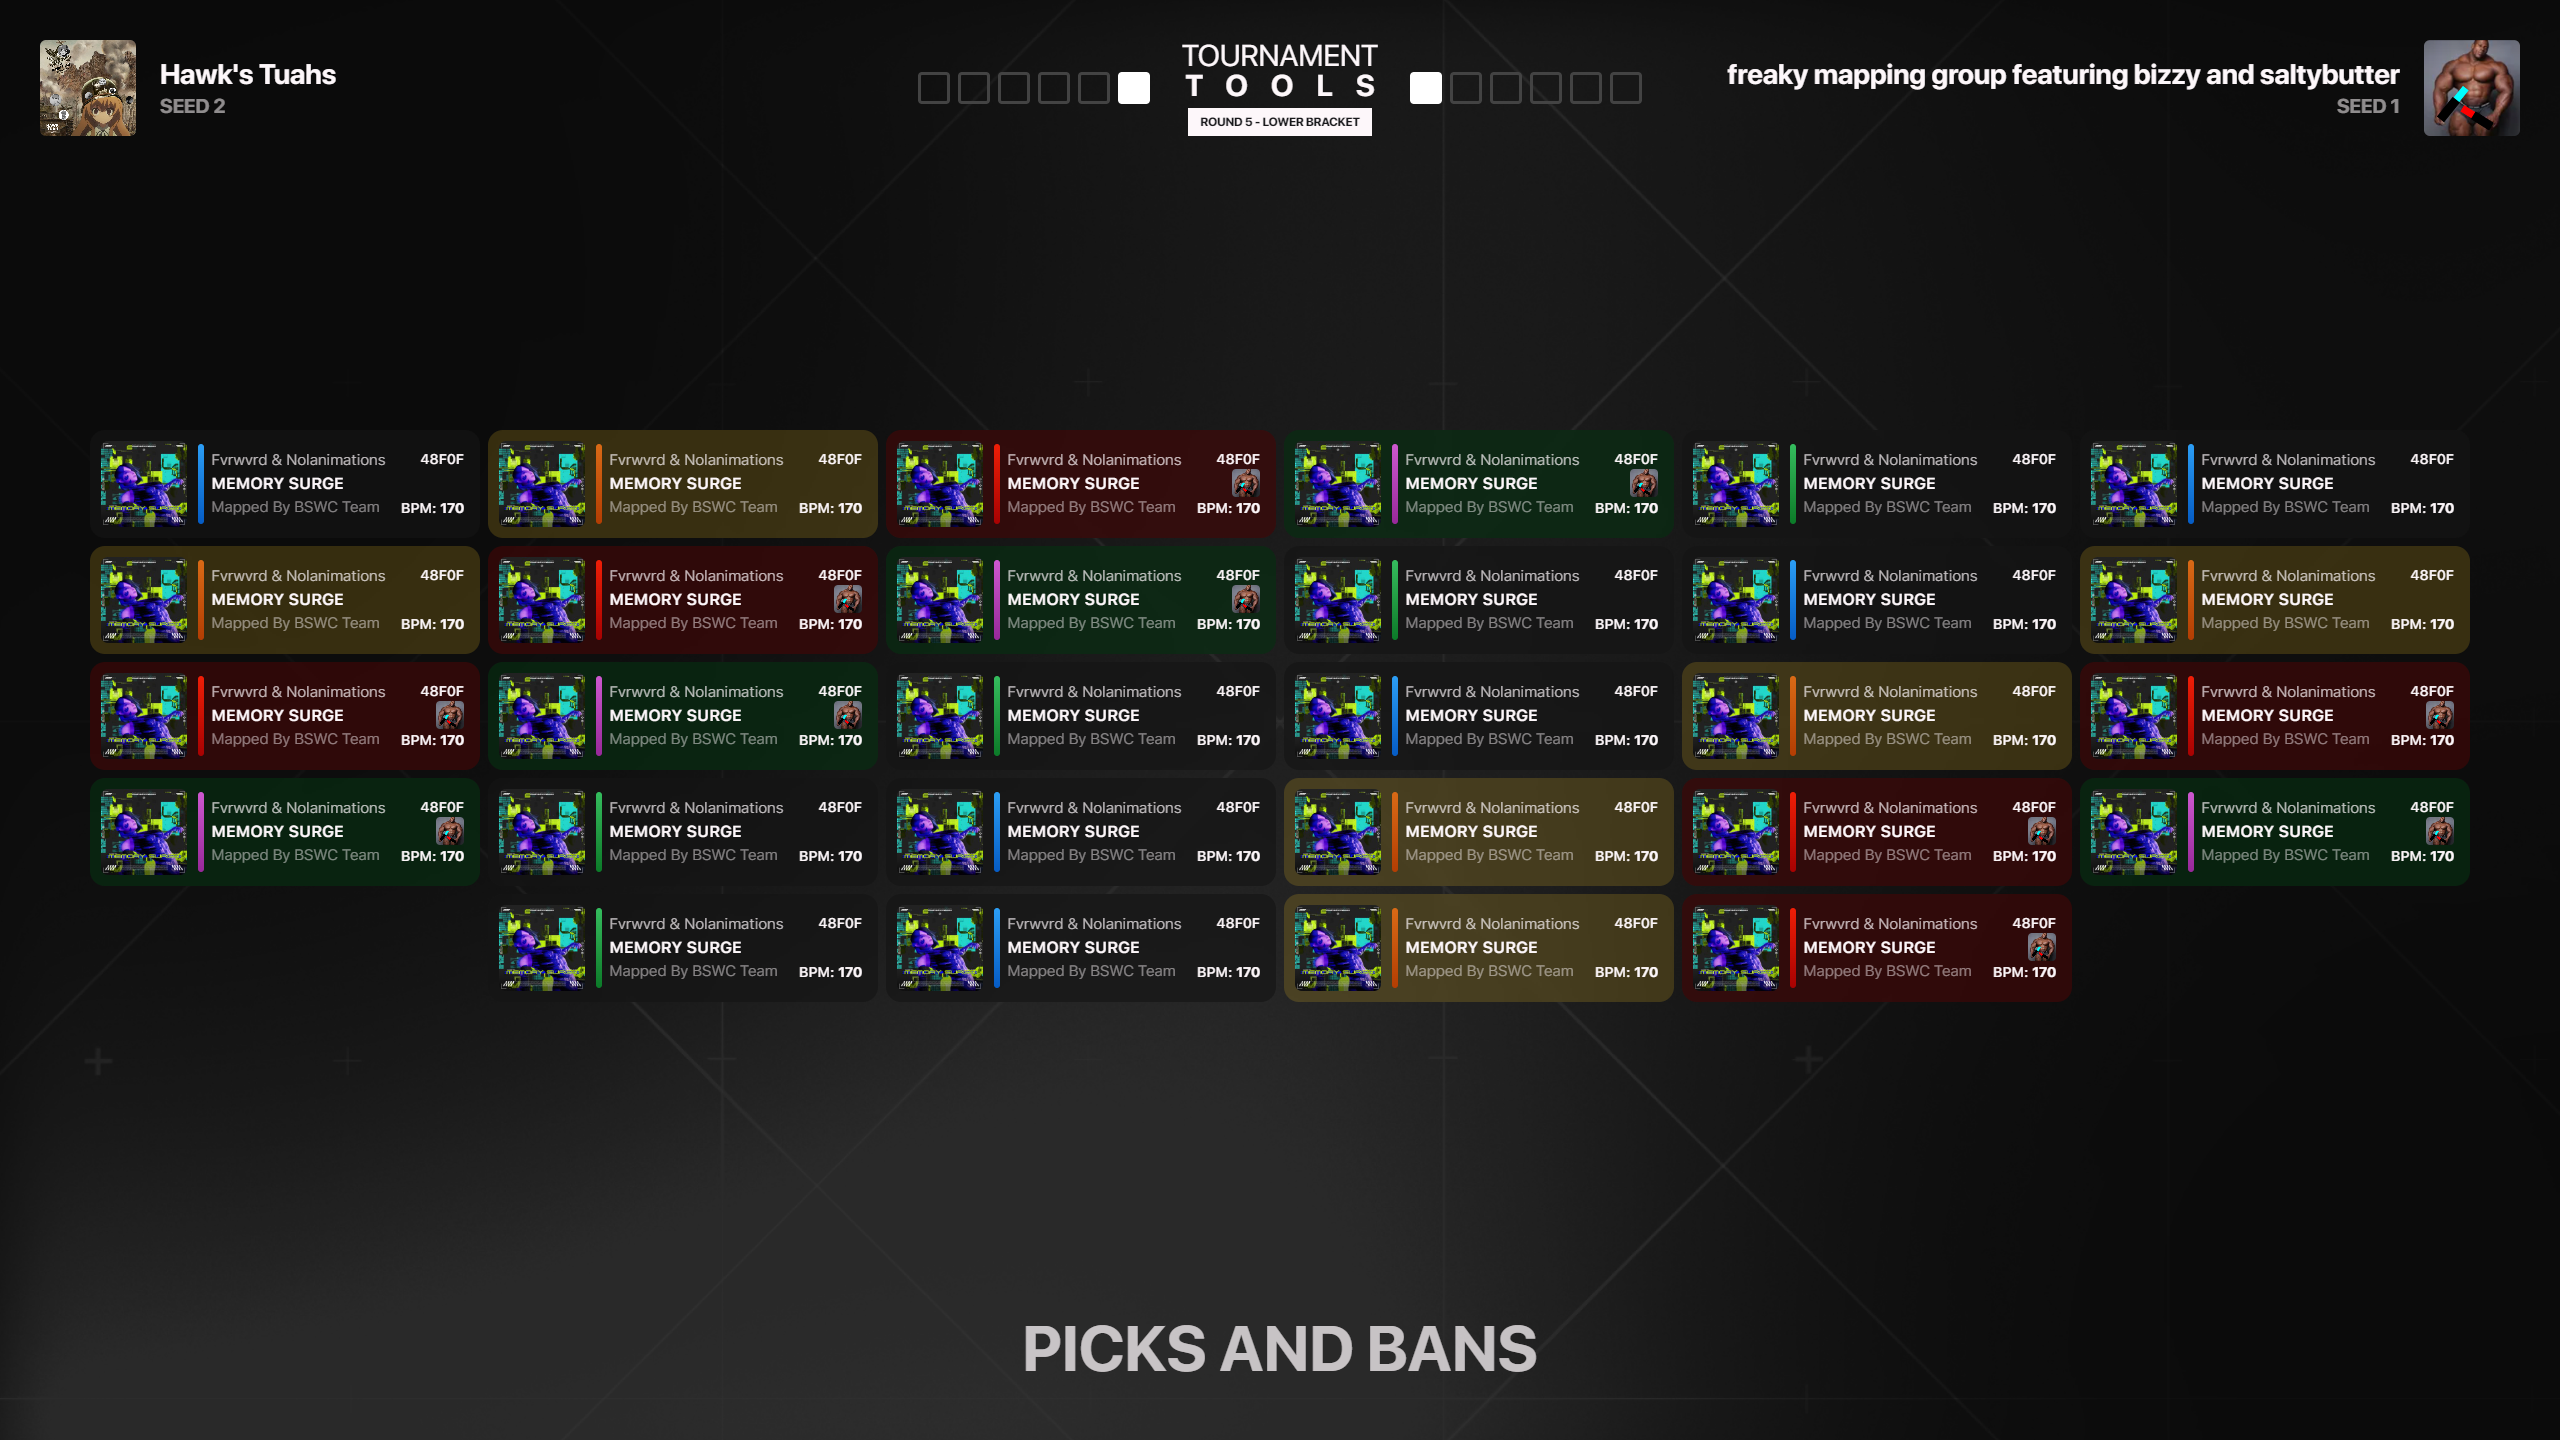 Hawk's Tuahs
SEED 2
TOURNAMENT
TOOLS
ROUND 5 - LOWER BRACKET
freaky mapping group featuring bizzy and saltybutter
SEED 1
Fvrwvrd & Nolanimations 48F0F
MEMORY SURGE
Mapped By BSWC Team BPM: 170
Fvrwvrd & Nolanimations 48F0F
MEMORY SURGE
Mapped By BSWC Team BPM: 170
Fvrwvrd & Nolanimations 48F0F
MEMORY SURGE
Mapped By BSWC Team BPM: 170
Fvrwvrd & Nolanimations 48F0F
MEMORY SURGE
Mapped By BSWC Team BPM: 170
Fvrwvrd & Nolanimations 48F0F
MEMORY SURGE
Mapped By BSWC Team BPM: 170
Fvrwvrd & Nolanimations 48F0F
MEMORY SURGE
Mapped By BSWC Team BPM: 170
Fvrwvrd & Nolanimations 48F0F
MEMORY SURGE
Mapped By BSWC Team BPM: 170
Fvrwvrd & Nolanimations 48F0F
MEMORY SURGE
Mapped By BSWC Team BPM: 170
Fvrwvrd & Nolanimations 48F0F
MEMORY SURGE
Mapped By BSWC Team BPM: 170
Fvrwvrd & Nolanimations 48F0F
MEMORY SURGE
Mapped By BSWC Team BPM: 170
Fvrwvrd & Nolanimations 48F0F
MEMORY SURGE
Mapped By BSWC Team BPM: 170
Fvrwvrd & Nolanimations 48F0F
MEMORY SURGE
Mapped By BSWC Team BPM: 170
Fvrwvrd & Nolanimations 48F0F
MEMORY SURGE
Mapped By BSWC Team BPM: 170
Fvrwvrd & Nolanimations 48F0F
MEMORY SURGE
Mapped By BSWC Team BPM: 170
Fvrwvrd & Nolanimations 48F0F
MEMORY SURGE
Mapped By BSWC Team BPM: 170
Fvrwvrd & Nolanimations 48F0F
MEMORY SURGE
Mapped By BSWC Team BPM: 170
Fvrwvrd & Nolanimations 48F0F
MEMORY SURGE
Mapped By BSWC Team BPM: 170
Fvrwvrd & Nolanimations 48F0F
MEMORY SURGE
Mapped By BSWC Team BPM: 170
Fvrwvrd & Nolanimations 48F0F
MEMORY SURGE
Mapped By BSWC Team BPM: 170
Fvrwvrd & Nolanimations 48F0F
MEMORY SURGE
Mapped By BSWC Team BPM: 170
Fvrwvrd & Nolanimations 48F0F
MEMORY SURGE
Mapped By BSWC Team BPM: 170
Fvrwvrd & Nolanimations 48F0F
MEMORY SURGE
Mapped By BSWC Team BPM: 170
Fvrwvrd & Nolanimations 48F0F
MEMORY SURGE
Mapped By BSWC Team BPM: 170
Fvrwvrd & Nolanimations 48F0F
MEMORY SURGE
Mapped By BSWC Team BPM: 170
Fvrwvrd & Nolanimations 48F0F
MEMORY SURGE
Mapped By BSWC Team BPM: 170
Fvrwvrd & Nolanimations 48F0F
MEMORY SURGE
Mapped By BSWC Team BPM: 170
Fvrwvrd & Nolanimations 48F0F
MEMORY SURGE
Mapped By BSWC Team BPM: 170
Fvrwvrd & Nolanimations 48F0F
MEMORY SURGE
Mapped By BSWC Team BPM: 170
PICKS AND BANS